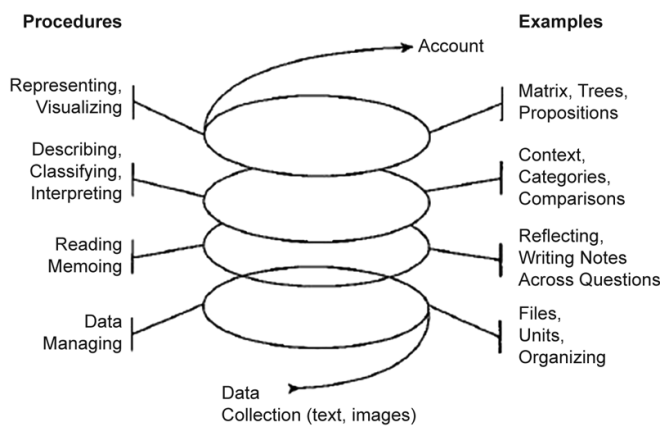 Procedures
Examples
Account
Representing,
Visualizing
Matrix, Trees,
Propositions
Describing,
Classifying,
Interpreting
Context,
Categories,
Comparisons
Reading
Memoing
Reflecting,
Writing Notes
Across Questions
Data
Managing
Files,
Units,
Organizing
Data
Collection (text, images)